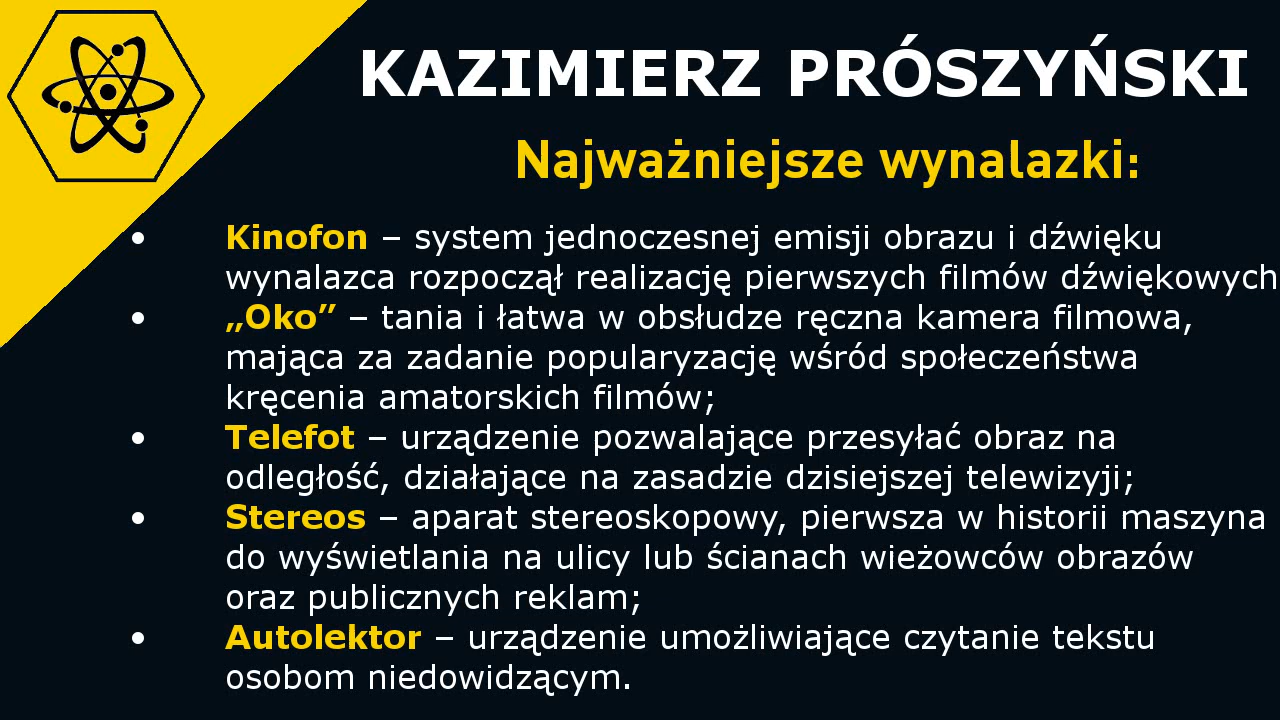 KAZIMIERZ PRÓSZYŃSKI
Najważniejsze wynalazki:
• Kinofon – system jednoczesnej emisji obrazu i dźwięku
wynalazca rozpoczął realizację pierwszych filmów dźwiękowych
• „Oko” – tania i łatwa w obsłudze ręczna kamera filmowa,
mająca za zadanie popularyzację wśród społeczeństwa
kręcenia amatorskich filmów;
• Telefot – urządzenie pozwalające przesyłać obraz na
odległość, działające na zasadzie dzisiejszej telewizyji;
• Stereos – aparat stereoskopowy, pierwsza w historii maszyna
do wyświetlania na ulicy lub ścianach wieżowców obrazów
oraz publicznych reklam;
• Autolektor – urządzenie umożliwiające czytanie tekstu
osobom niedowidzącym.